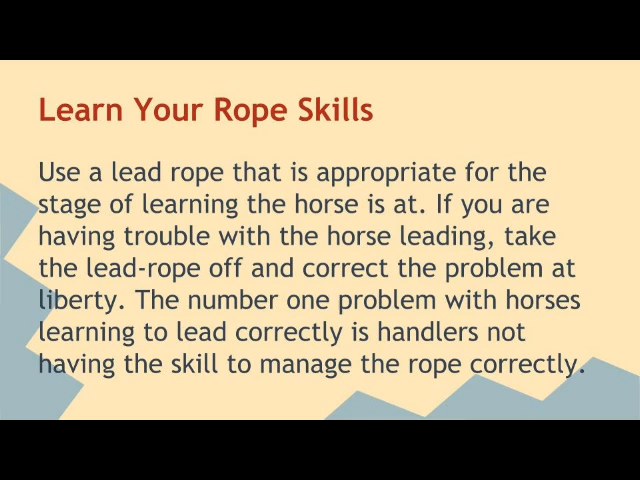 Learn Your Rope Skills
Use a lead rope that is appropriate for the
stage of learning the horse is at. If you are
having trouble with the horse leading, take
the lead-rope off and correct the problem at
liberty. The number one problem with horses
learning to lead correctly is handlers not
having the skill to manage the rope correctly.